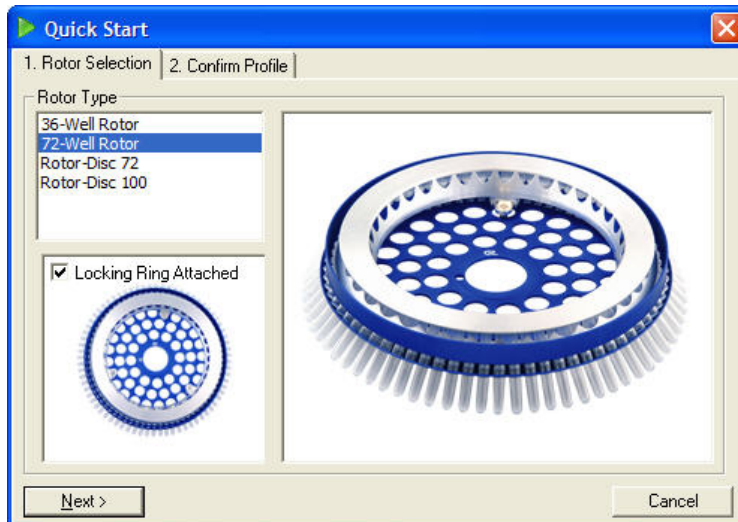 Quick Start
1. Rotor Selection
2. Confirm Profile
Rotor Type
36-Well Rotor
72-Well Rotor
Rotor-Disc 72
Rotor-Disc 100
Locking Ring Attached
Next >
Cancel